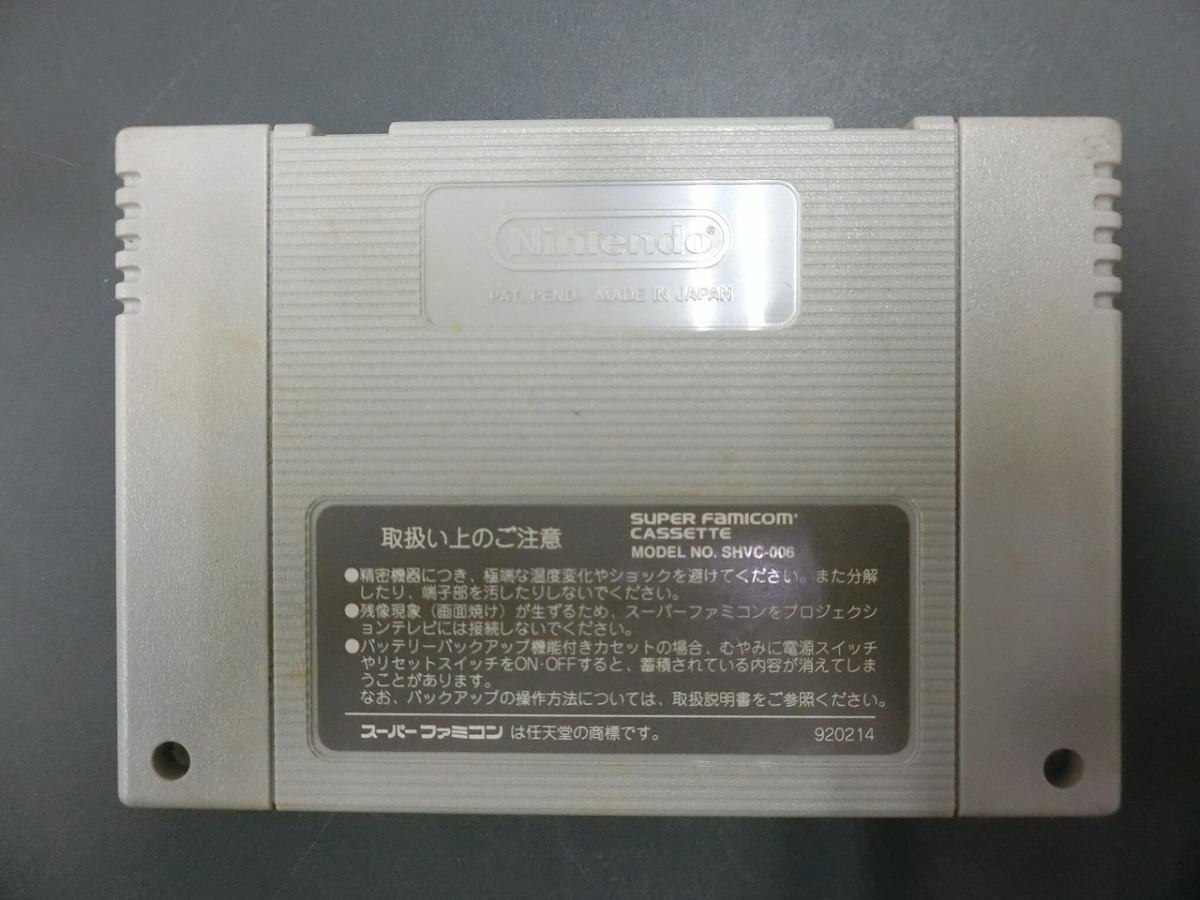 Nintendo®
PAT. PEND. MADE IN JAPAN
取扱い上のご注意
SUPER FAMICOM®
CASSETTE
MODEL NO. SHVC-006
●精密機器につき、極端な温度変化やショックを避けてください。また分解
したり、端子部を汚したりしないでください。
●残像現象(画面焼け)が生ずるため、スーパーファミコンをプロジェクシ
ョンテレビには接続しないでください。
●バッテリーバックアップ機能付きカセットの場合、むやみに電源スイッチ
やリセットスイッチをON・OFFすると、蓄積されている内容が消えてしま
うことがあります。
なお、バックアップの操作方法については、取扱説明書をご参照ください。
スーパーファミコン は任天堂の商標です。 920214